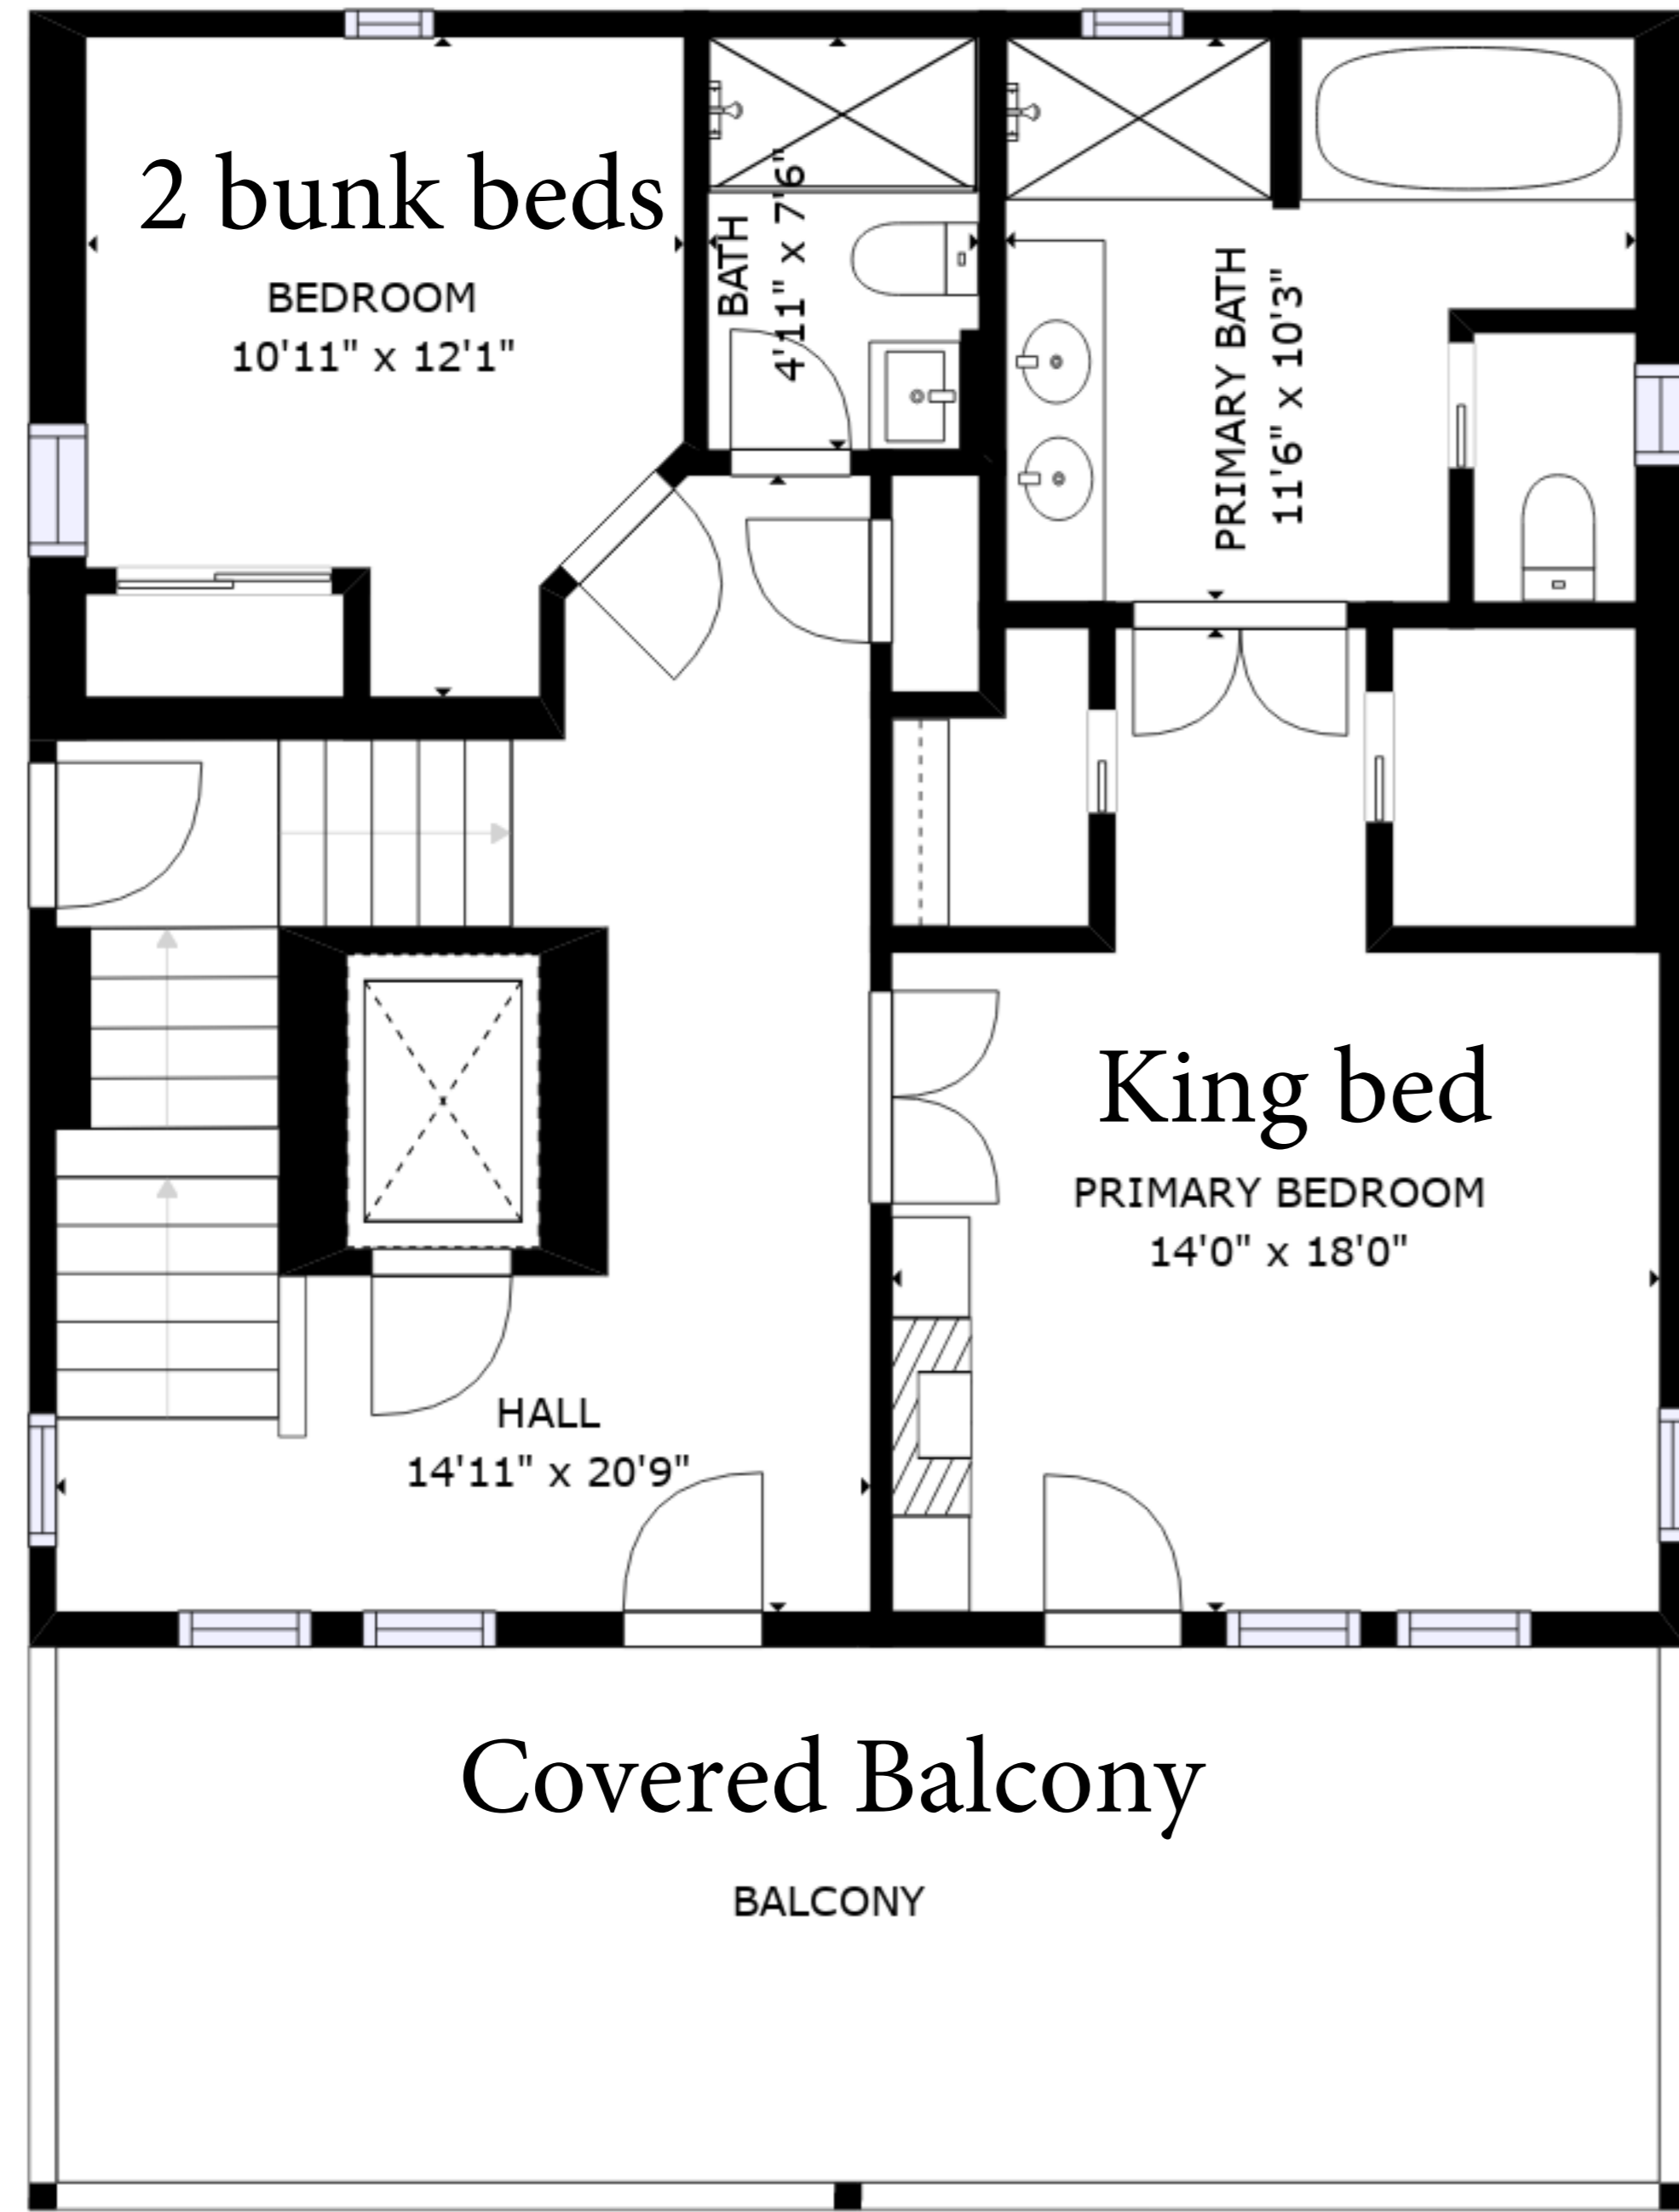 2 bunk beds
BEDROOM
10'11" x 12'1"
BATH
4'11" x 7'6"
PRIMARY BATH
11'6" x 10'3"
King bed
PRIMARY BEDROOM
14'0" x 18'0"
HALL
14'11" x 20'9"
Covered Balcony
BALCONY